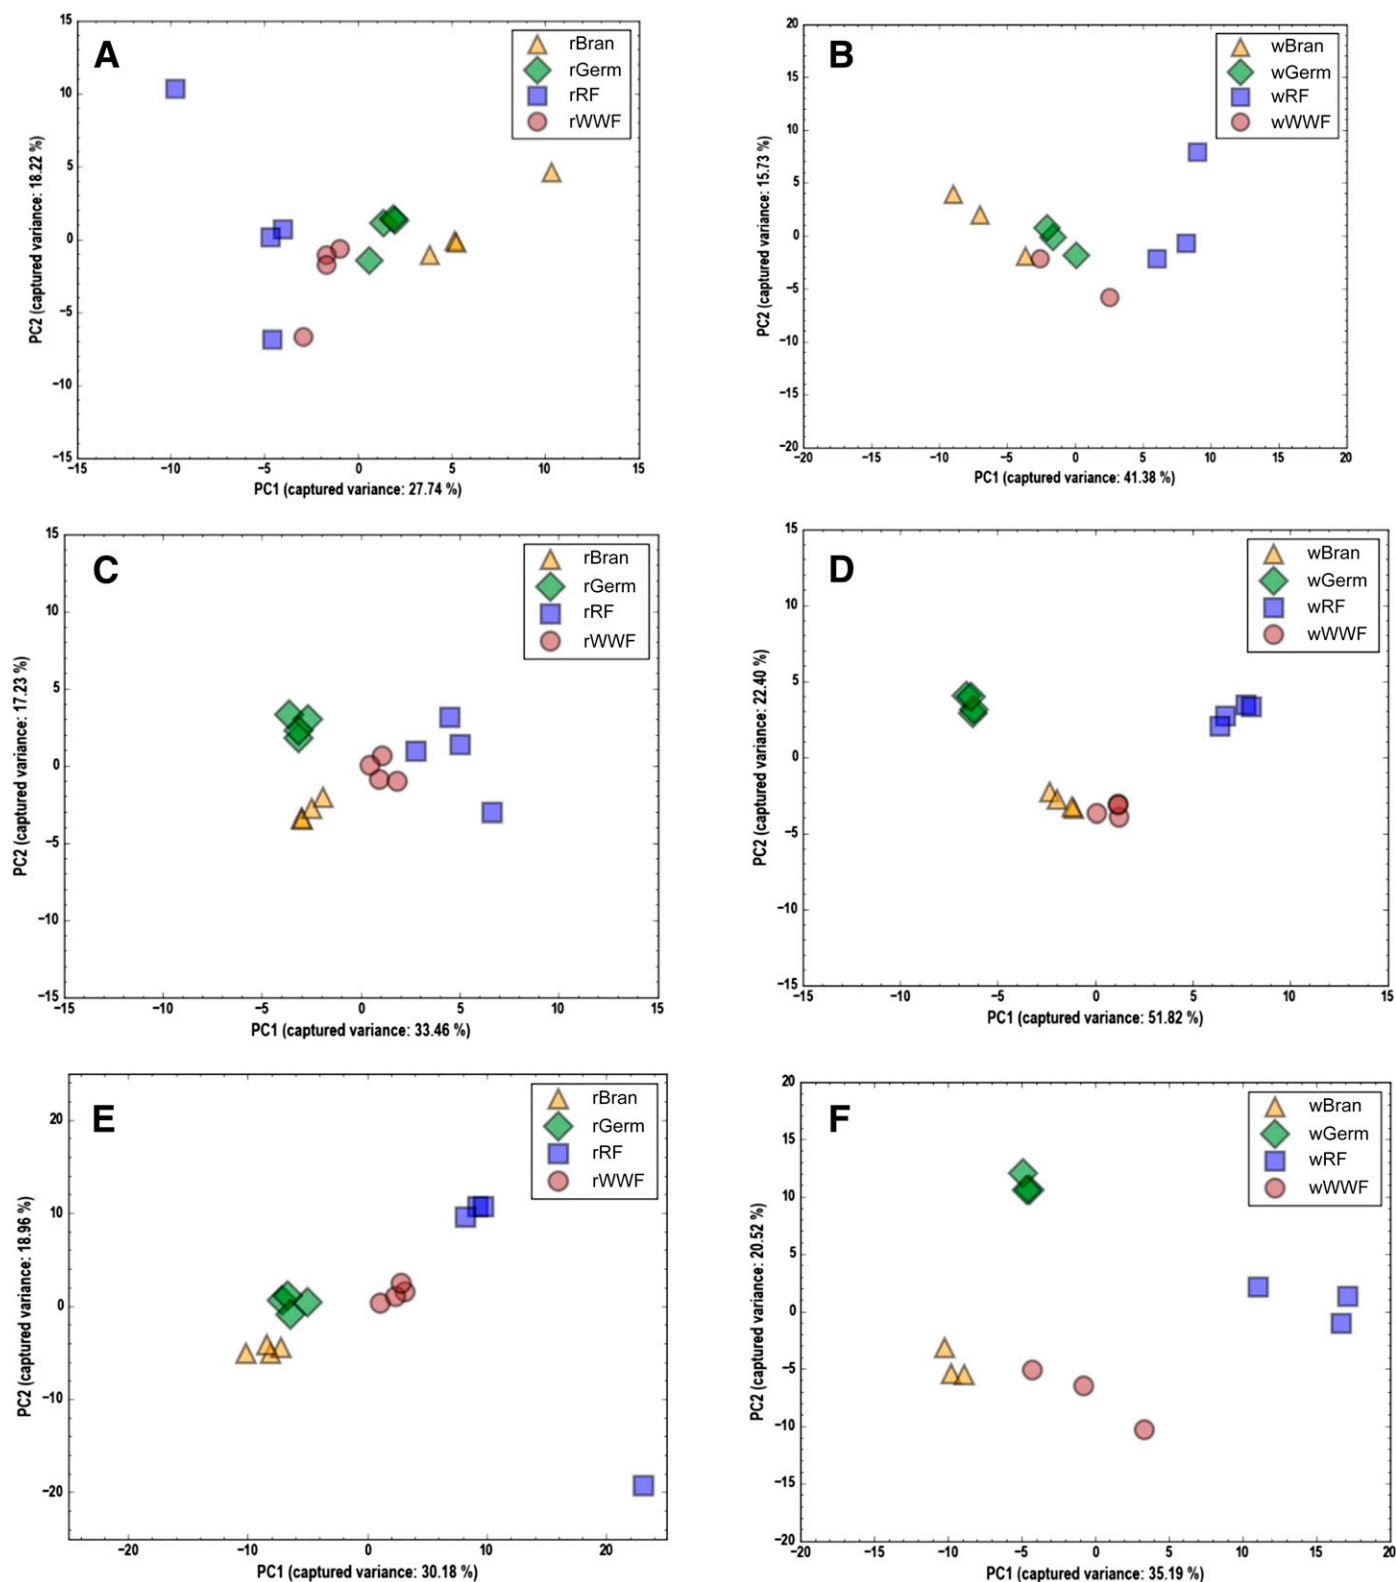 A
rBran
rGerm
rRF
rWWF
15
10
5
0
−5
−10
−15
−15 −10 −5 0 5 10 15
PC2 (captured variance: 18.22 %)
PC1 (captured variance: 27.74 %)
B
wBran
wGerm
wRF
wWWF
20
15
10
5
0
−5
−10
−15
−20
−20 −15 −10 −5 0 5 10 15 20
PC2 (captured variance: 15.73 %)
PC1 (captured variance: 41.38 %)
C
rBran
rGerm
rRF
rWWF
15
10
5
0
−5
−10
−15
−15 −10 −5 0 5 10 15
PC2 (captured variance: 17.23 %)
PC1 (captured variance: 33.46 %)
D
wBran
wGerm
wRF
wWWF
15
10
5
0
−5
−10
−15
−15 −10 −5 0 5 10 15
PC2 (captured variance: 22.40 %)
PC1 (captured variance: 51.82 %)
E
rBran
rGerm
rRF
rWWF
20
10
0
−10
−20
−20 −10 0 10 20
PC2 (captured variance: 18.96 %)
PC1 (captured variance: 30.18 %)
F
wBran
wGerm
wRF
wWWF
20
15
10
5
0
−5
−10
−15
−20
−20 −15 −10 −5 0 5 10 15 20
PC2 (captured variance: 20.52 %)
PC1 (captured variance: 35.19 %)